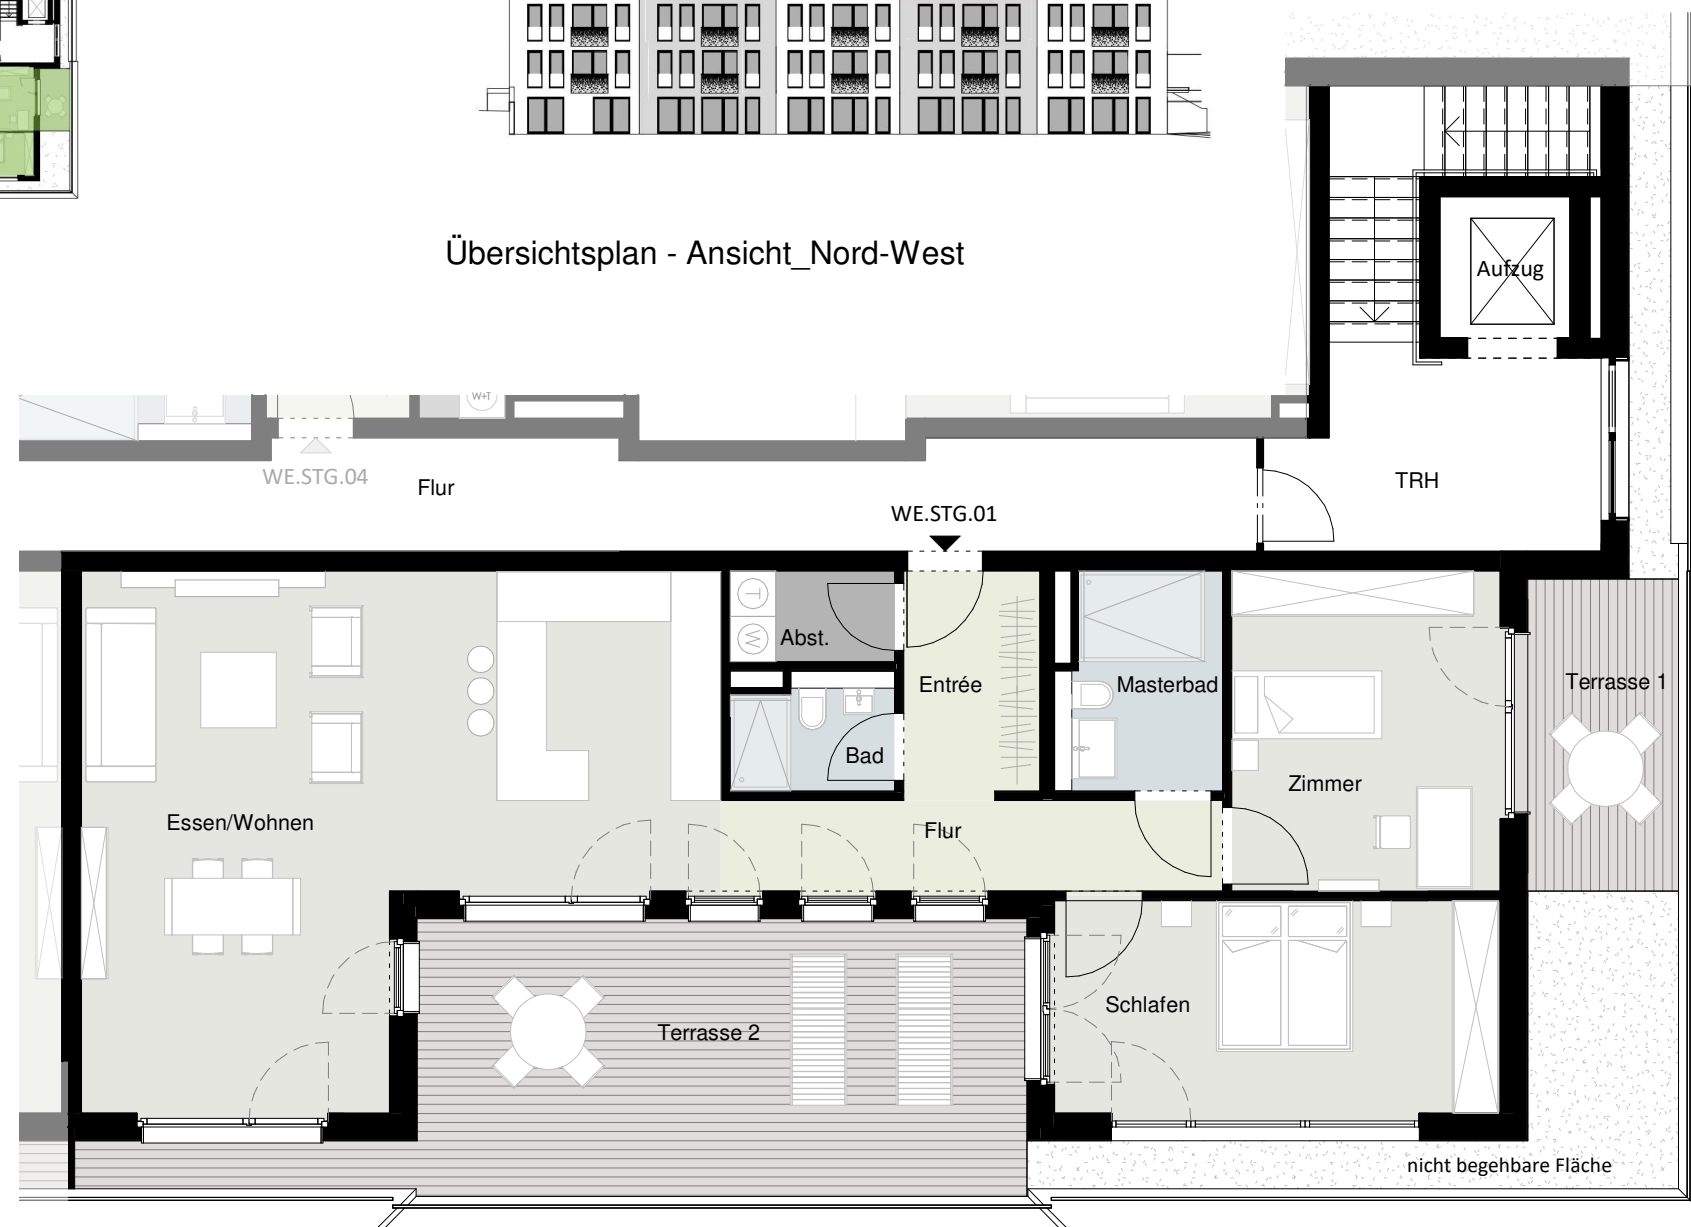 Übersichtsplan - Ansicht_Nord-West
Aufzug
W+T
WE.STG.04
Flur
TRH
WE.STG.01
T
W
Abst.
Entrée
Masterbad
Terrasse 1
Bad
Zimmer
Essen/Wohnen
Flur
Schlafen
Terrasse 2
nicht begehbare Fläche